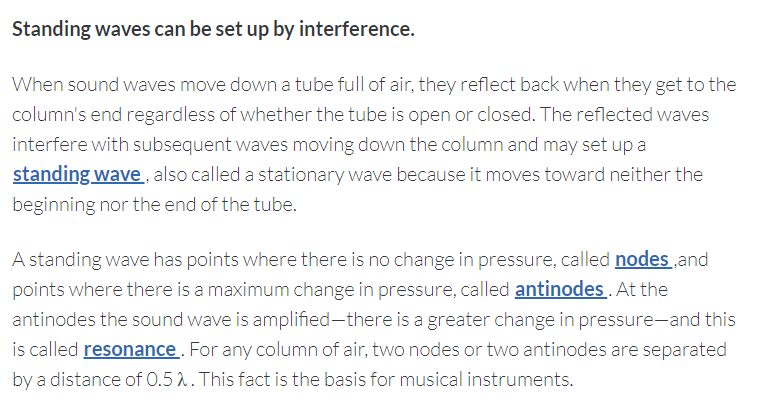 Standing waves can be set up by interference.
When sound waves move down a tube full of air, they reflect back when they get to the
column's end regardless of whether the tube is open or closed. The reflected waves
interfere with subsequent waves moving down the column and may set up a
standing wave , also called a stationary wave because it moves toward neither the
beginning nor the end of the tube.
A standing wave has points where there is no change in pressure, called nodes ,and
points where there is a maximum change in pressure, called antinodes . At the
antinodes the sound wave is amplified—there is a greater change in pressure—and this
is called resonance . For any column of air, two nodes or two antinodes are separated
by a distance of 0.5 λ . This fact is the basis for musical instruments.